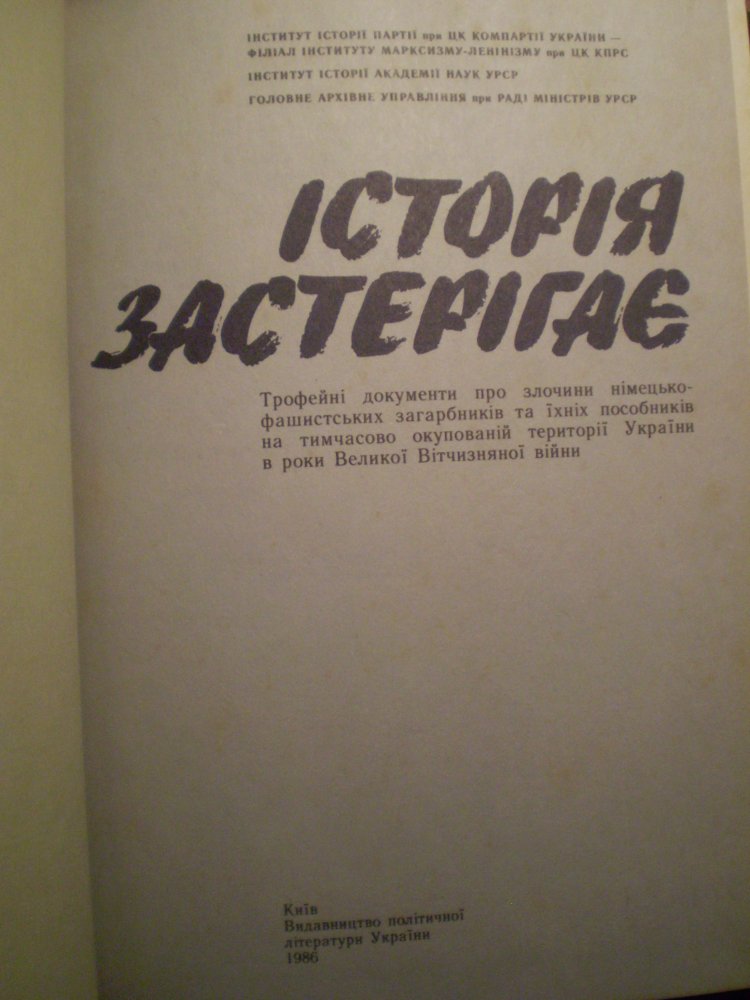 ІНСТИТУТ ІСТОРІЇ ПАРТІЇ при ЦК КОМПАРТІЇ УКРАЇНИ —
ФІЛІАЛ ІНСТИТУТУ МАРКСИЗМУ-ЛЕНІНІЗМУ при ЦК КПРС
ІНСТИТУТ ІСТОРІЇ АКАДЕМІЇ НАУК УРСР
ГОЛОВНЕ АРХІВНЕ УПРАВЛІННЯ при РАДІ МІНІСТРІВ УРСР
ІСТОРІЯ
ЗАСТЕРІГАЄ
Трофейні документи про злочини німецько-
фашистських загарбників та їхніх пособників
на тимчасово окупованій території України
в роки Великої Вітчизняної війни
Київ
Видавництво політичної
літератури України
1986